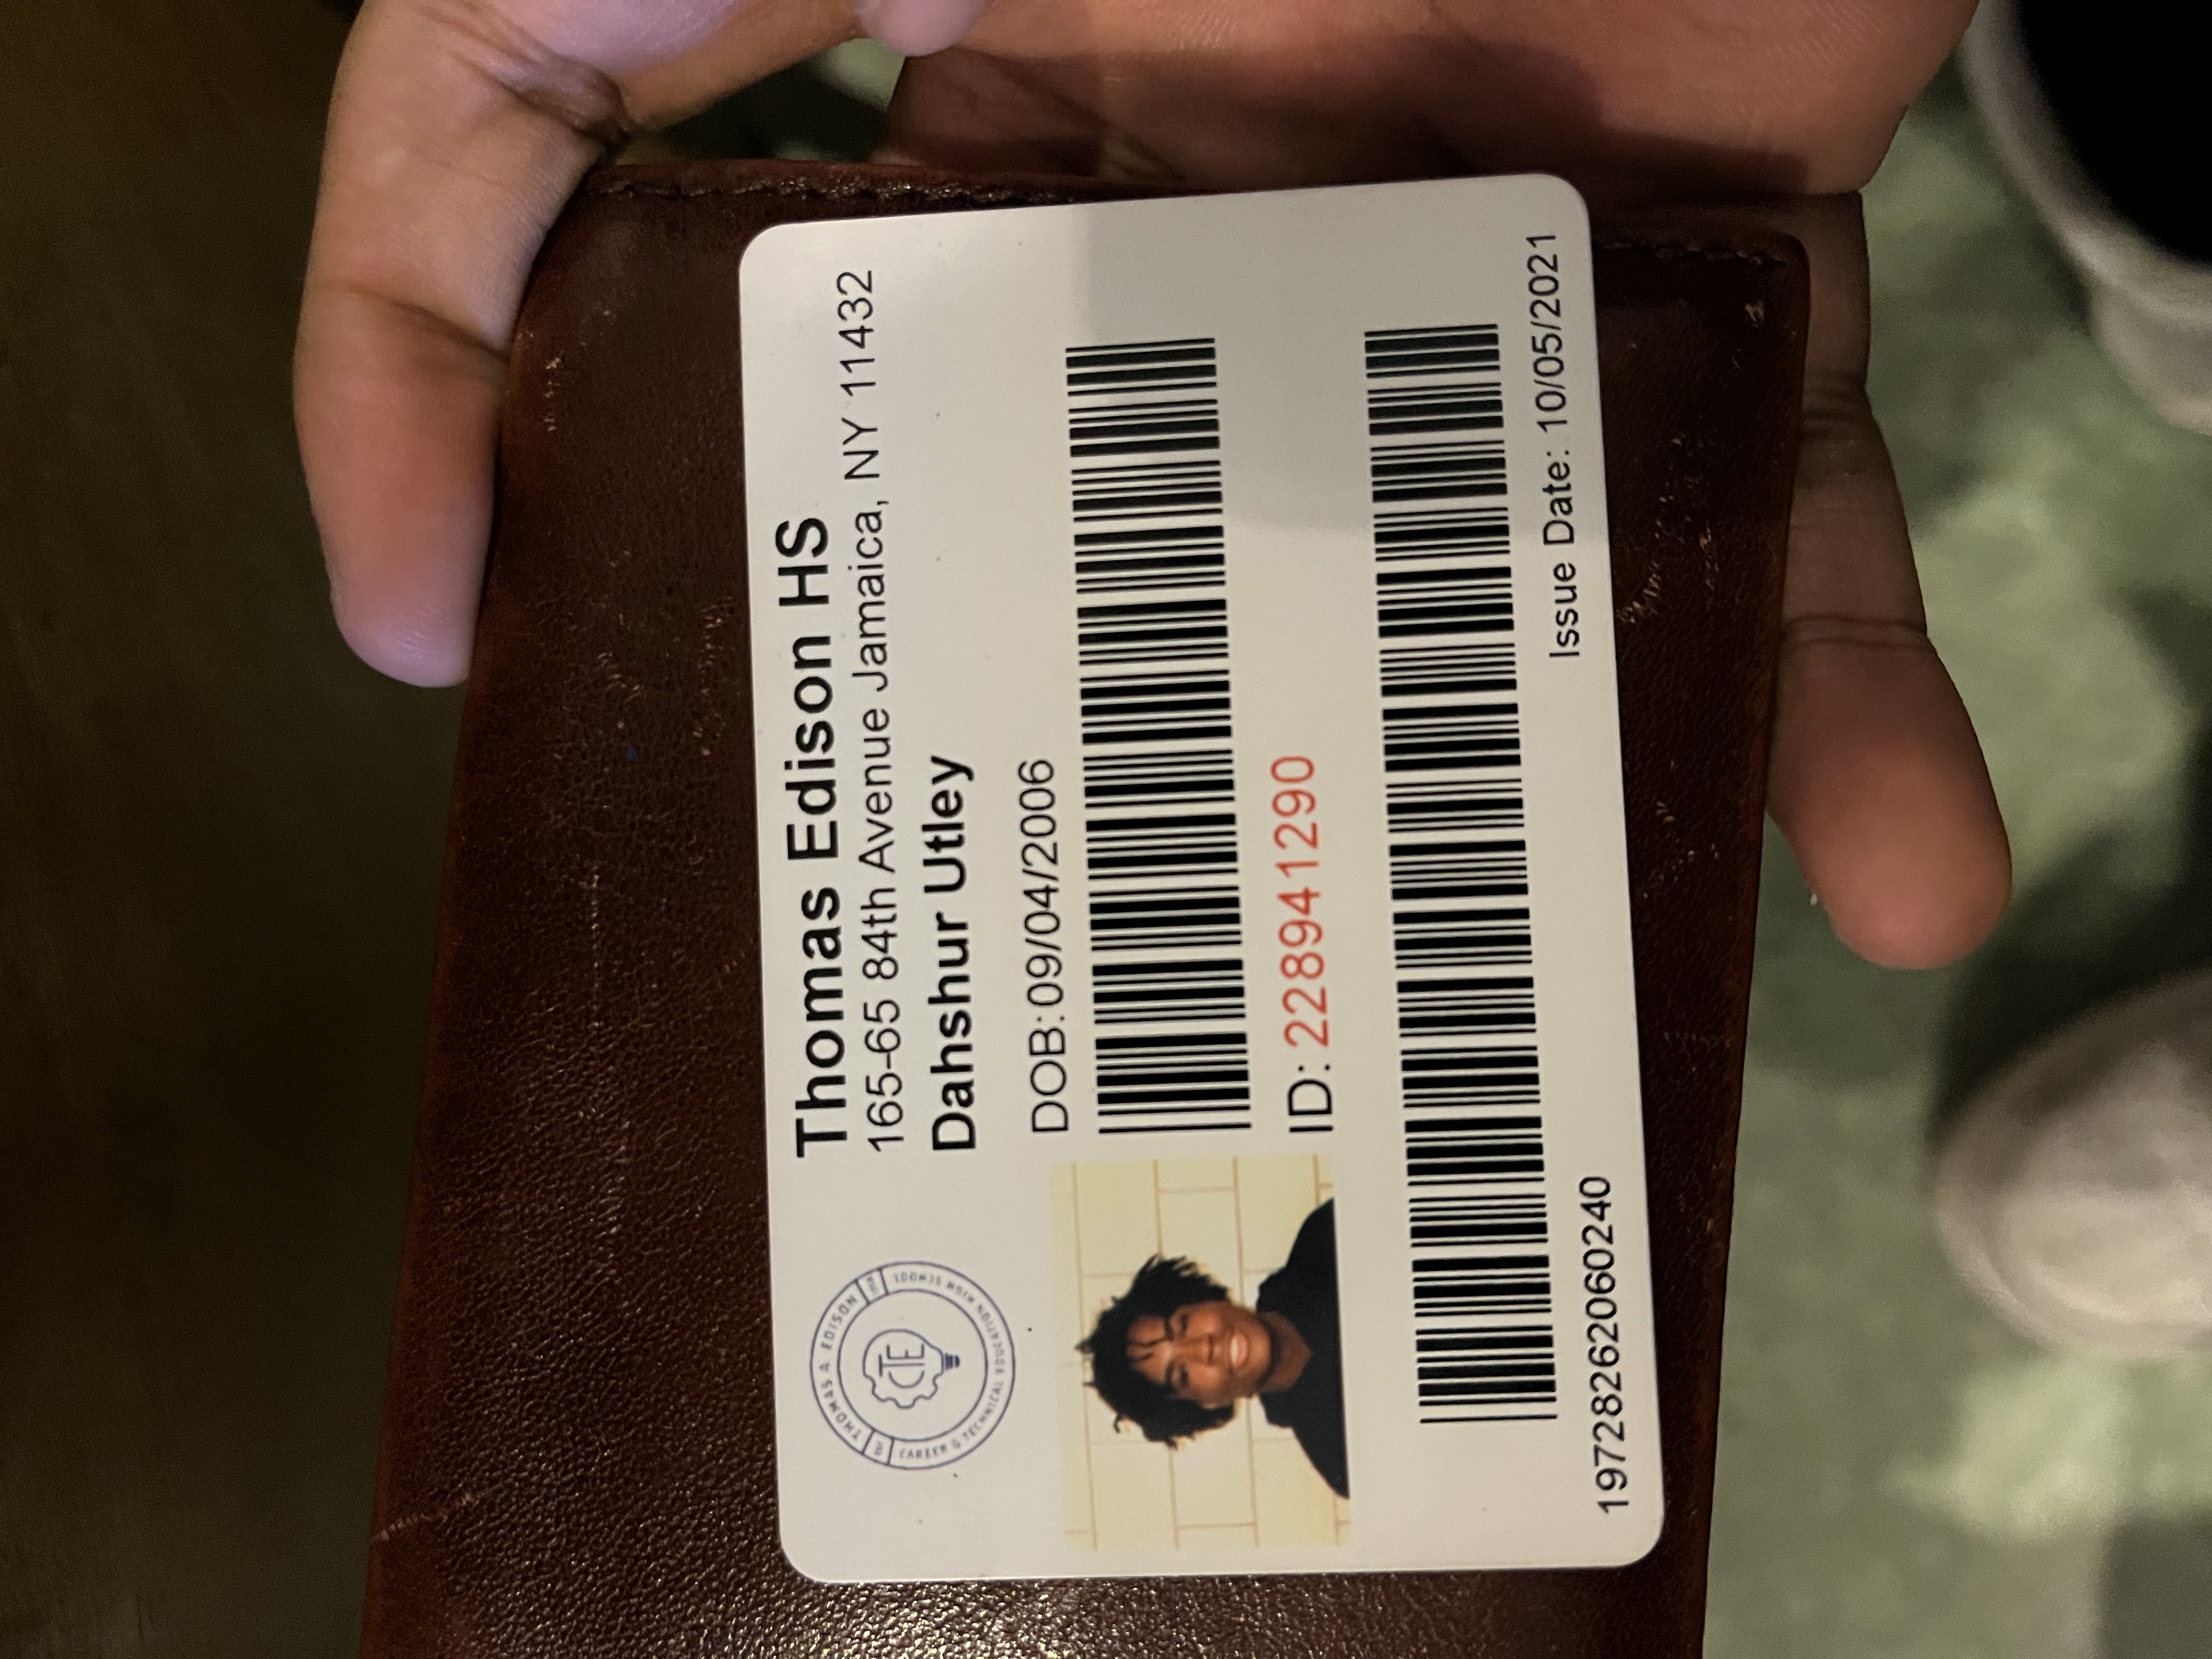 THOMAS A. EDISON
CAREER & TECHNICAL EDUCATION HIGH SCHOOL
CTE
Thomas Edison HS
165-65 84th Avenue Jamaica, NY 11432
Dahshur Utley
DOB:09/04/2006
ID: 228941290
19728262060240
Issue Date: 10/05/2021